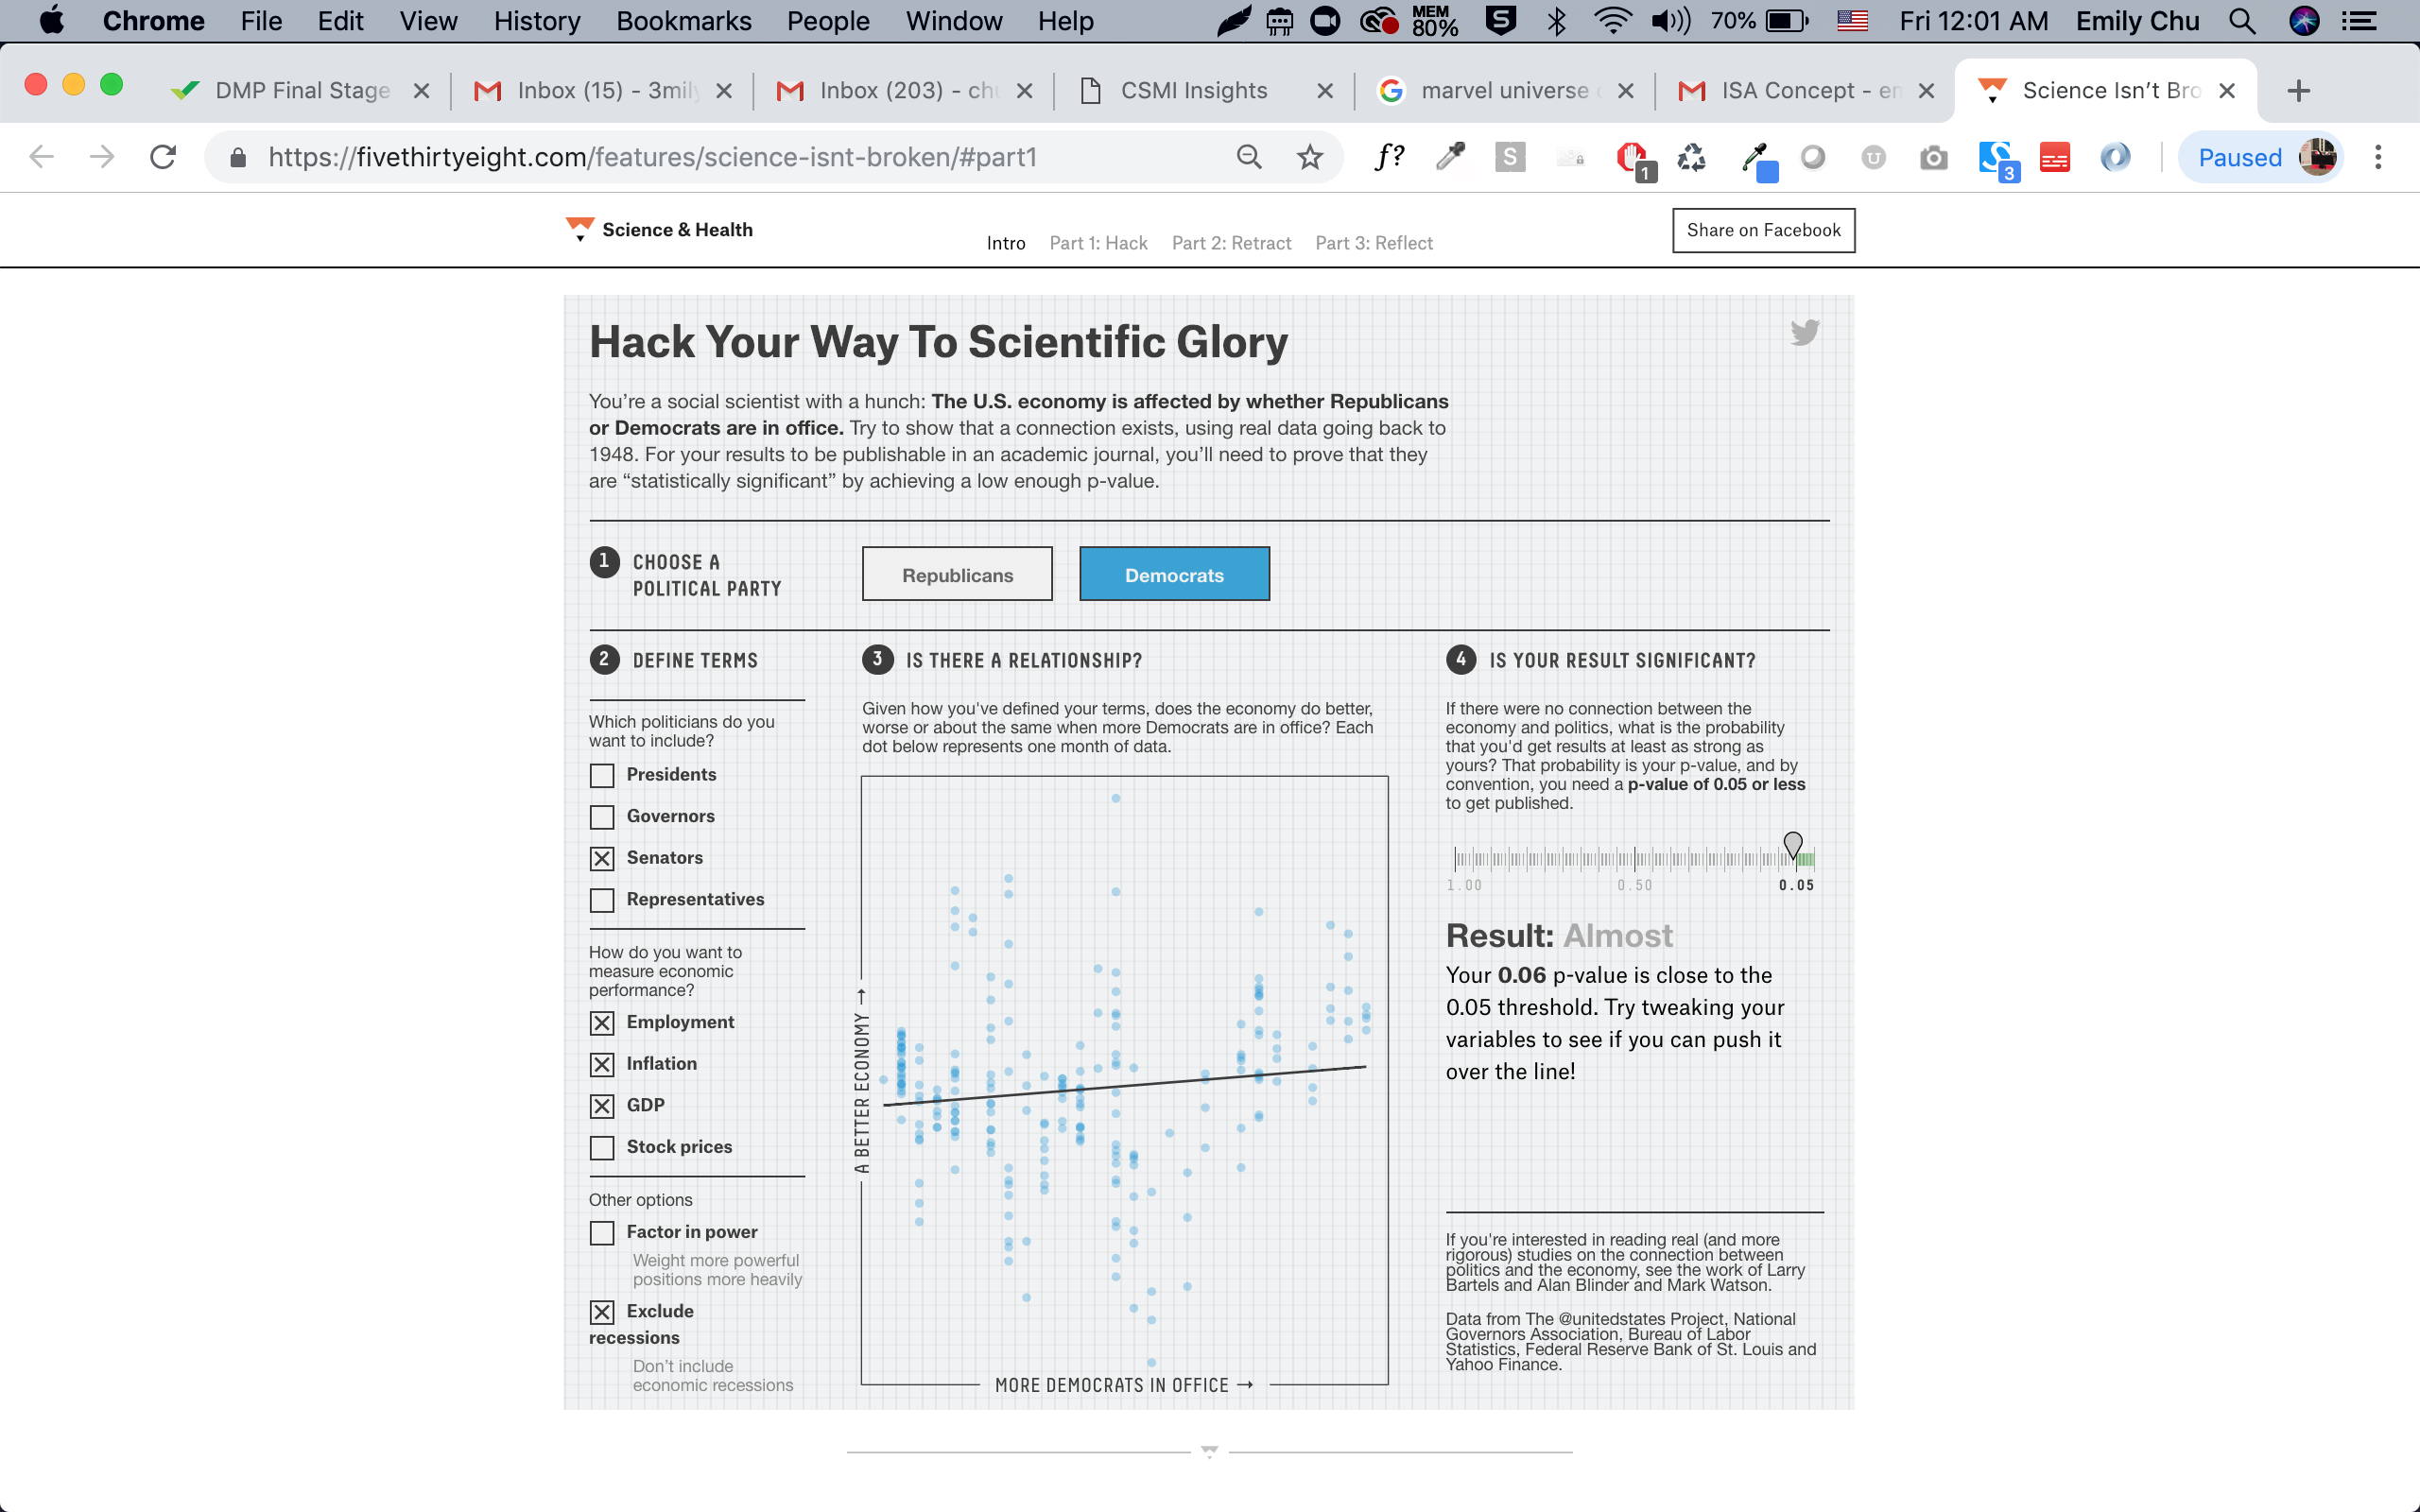 Chrome File Edit View History Bookmarks People Window Help MEM 80% S 70% Fri 12:01 AM Emily Chu
DMP Final Stage Inbox (15) - 3mily Inbox (203) - chu CSMI Insights marvel universe ISA Concept - em Science Isn't Bro
https://fivethirtyeight.com/features/science-isnt-broken/#part1 f? S 1 U 3 Paused
Science & Health
Intro Part 1: Hack Part 2: Retract Part 3: Reflect
Share on Facebook
Hack Your Way To Scientific Glory
You're a social scientist with a hunch: The U.S. economy is affected by whether Republicans
or Democrats are in office. Try to show that a connection exists, using real data going back to
1948. For your results to be publishable in an academic journal, you'll need to prove that they
are “statistically significant” by achieving a low enough p-value.
1 CHOOSE A
POLITICAL PARTY
Republicans
Democrats
2 DEFINE TERMS
Which politicians do you
want to include?
Presidents
Governors
Senators
Representatives
How do you want to
measure economic
performance?
Employment
Inflation
GDP
Stock prices
Other options
Factor in power
Weight more powerful
positions more heavily
Exclude
recessions
Don't include
economic recessions
3 IS THERE A RELATIONSHIP?
Given how you've defined your terms, does the economy do better,
worse or about the same when more Democrats are in office? Each
dot below represents one month of data.
A BETTER ECONOMY →
MORE DEMOCRATS IN OFFICE →
4 IS YOUR RESULT SIGNIFICANT?
If there were no connection between the
economy and politics, what is the probability
that you'd get results at least as strong as
yours? That probability is your p-value, and by
convention, you need a p-value of 0.05 or less
to get published.
1.00 0.50 0.05
Result: Almost
Your 0.06 p-value is close to the
0.05 threshold. Try tweaking your
variables to see if you can push it
over the line!
If you're interested in reading real (and more
rigorous) studies on the connection between
politics and the economy, see the work of Larry
Bartels and Alan Blinder and Mark Watson.
Data from The @unitedstates Project, National
Governors Association, Bureau of Labor
Statistics, Federal Reserve Bank of St. Louis and
Yahoo Finance.